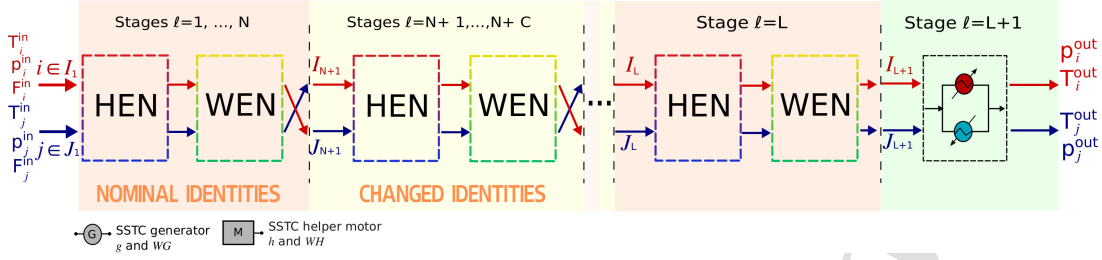 Stages ℓ=1, ..., N
Stages ℓ=N+ 1,...,N+ C
Stage ℓ=L
Stage ℓ=L+1
T_i^in
p_i^in
F_i^in
i ∈ I_1
T_j^in
p_j^in
F_j^in
j ∈ J_1
HEN
WEN
I_N+1
J_N+1
HEN
WEN
...
I_L
J_L
HEN
WEN
I_L+1
J_L+1
p_i^out
T_i^out
T_j^out
p_j^out
NOMINAL IDENTITIES
CHANGED IDENTITIES
G
SSTC generator
g and WG
M
SSTC helper motor
h and WH